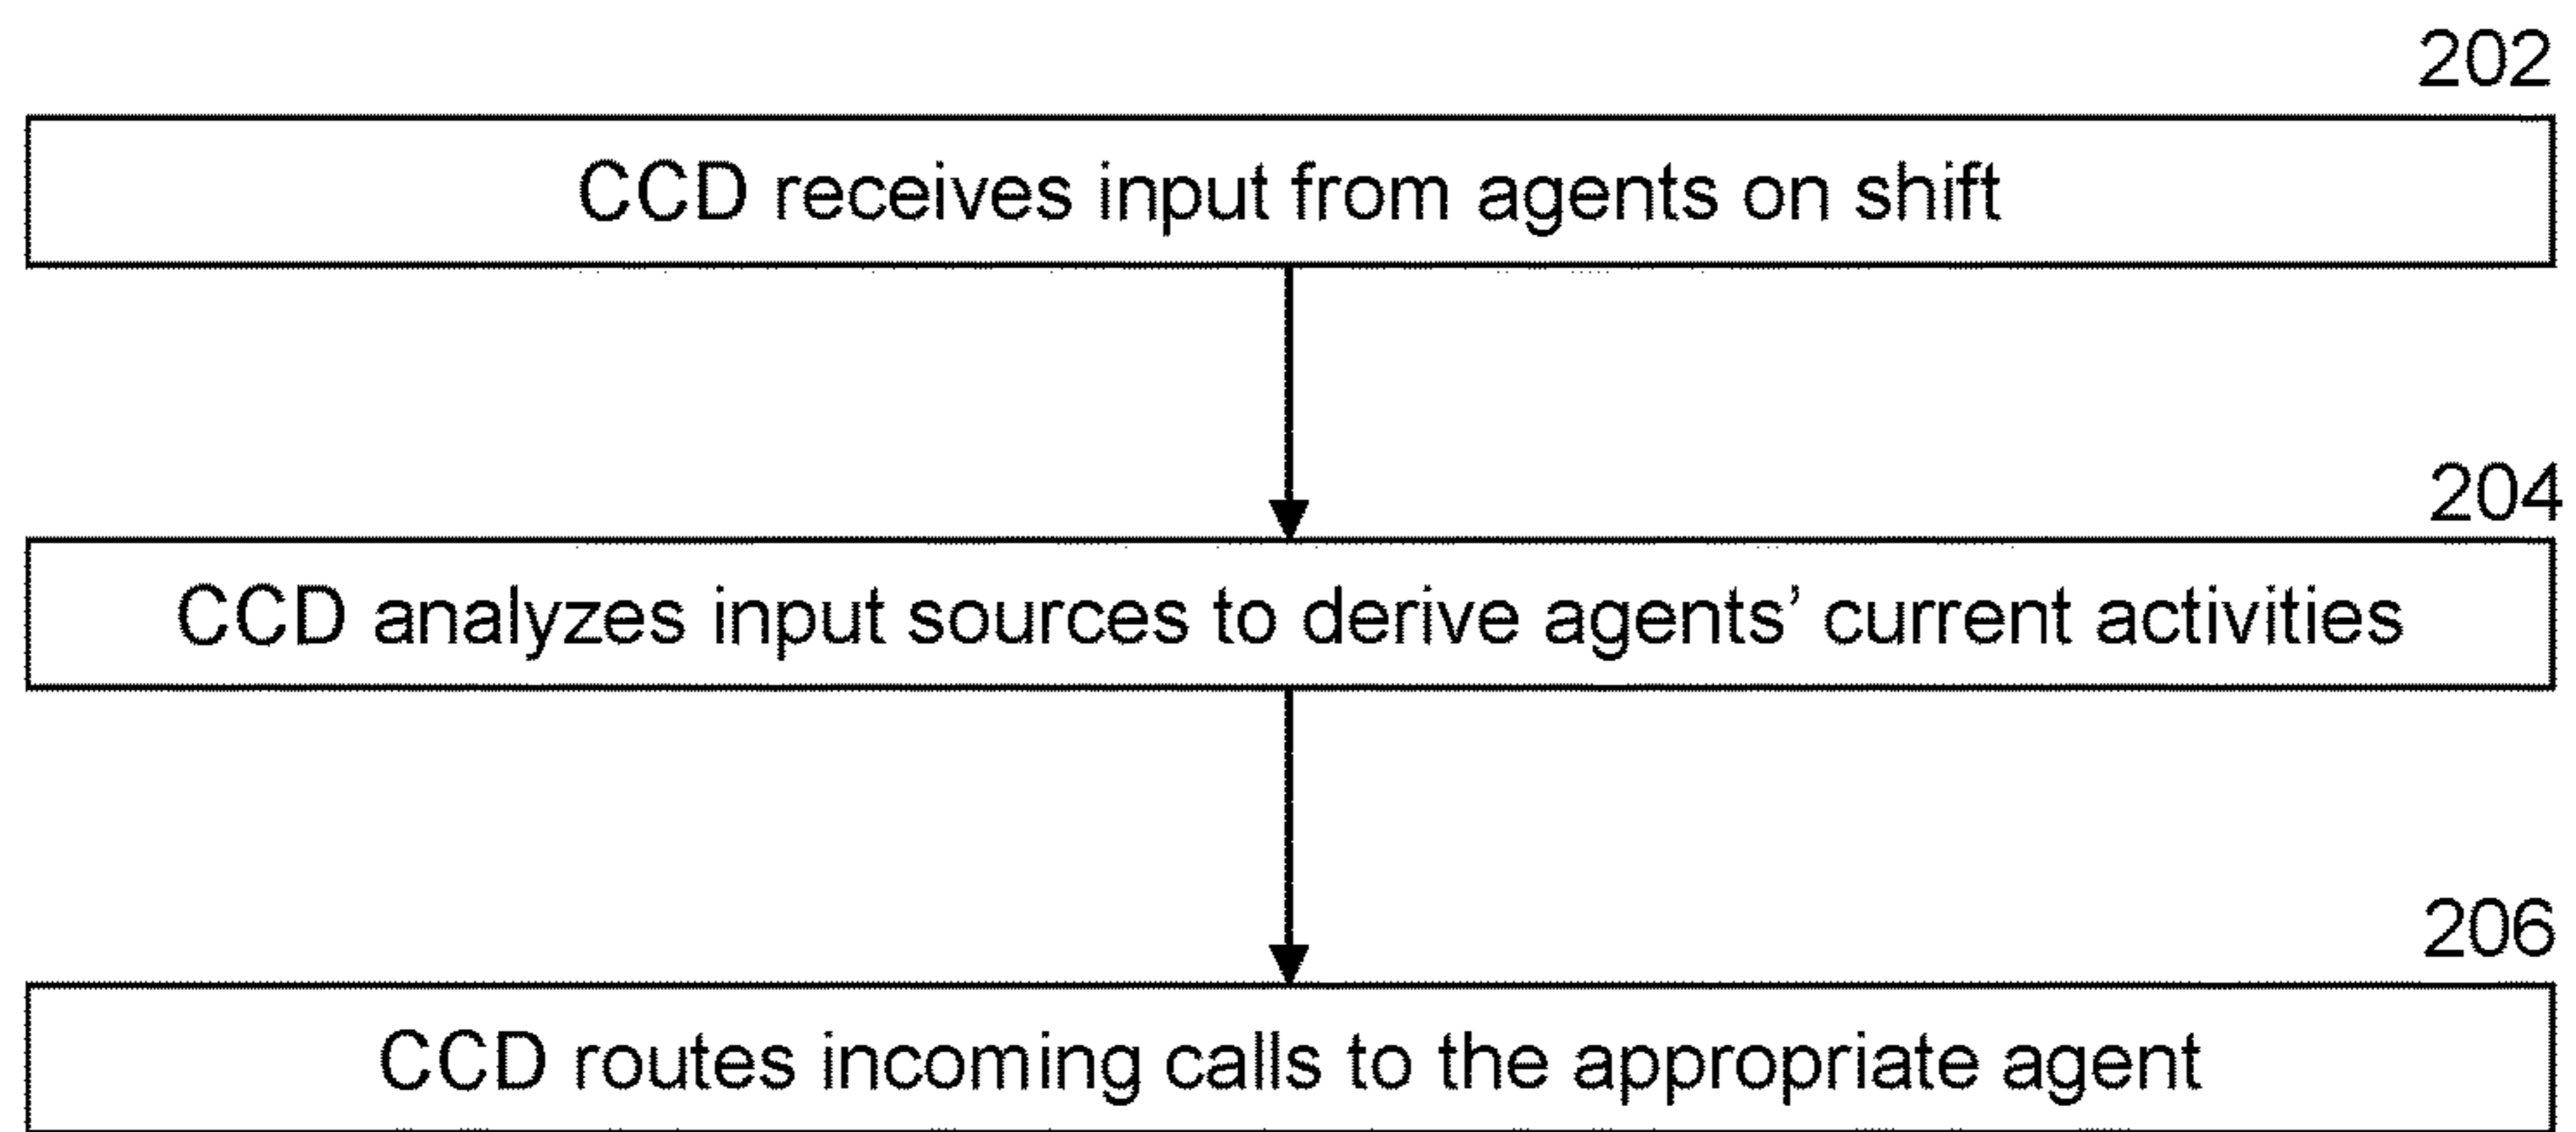 202
CCD receives input from agents on shift
204
CCD analyzes input sources to derive agents’ current activities
206
CCD routes incoming calls to the appropriate agent